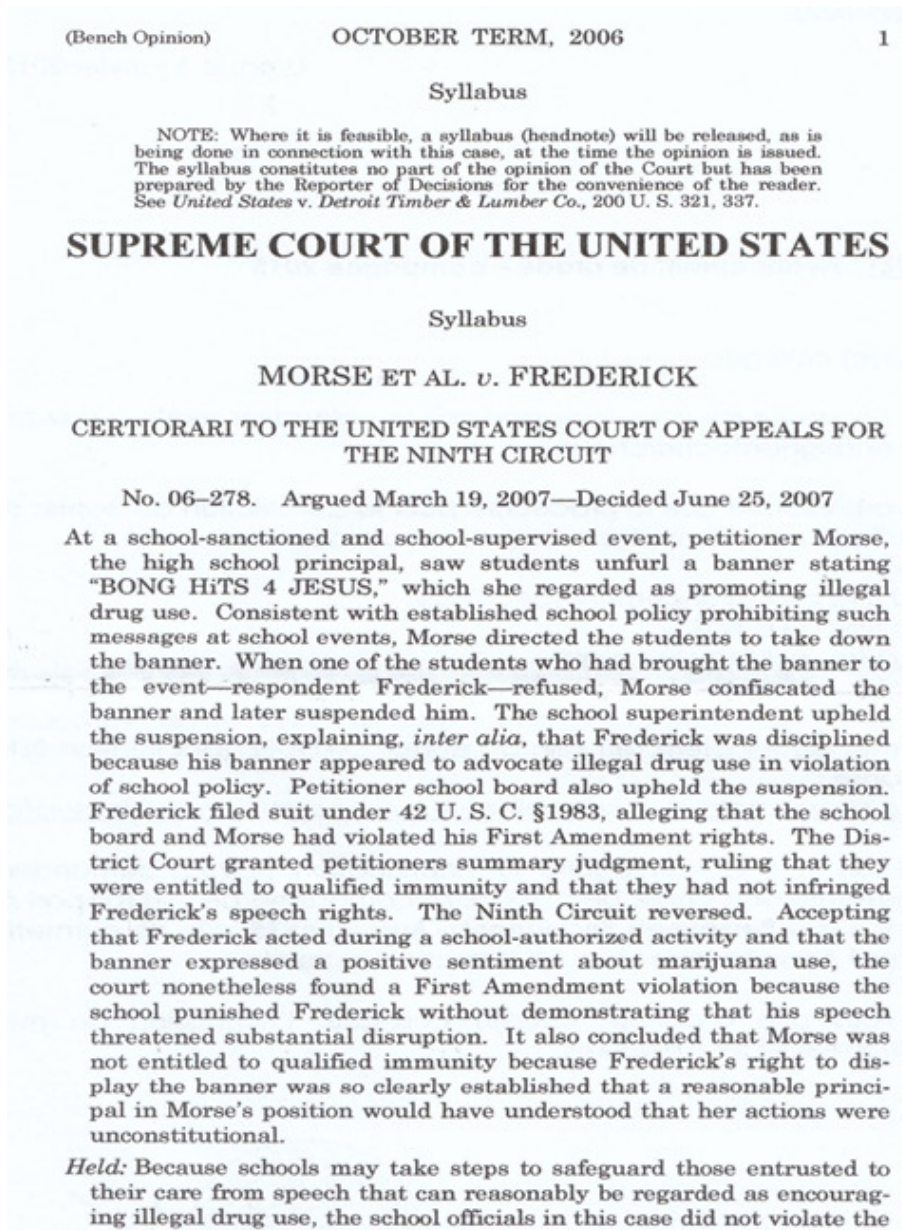 (Bench Opinion) OCTOBER TERM, 2006 1
Syllabus
NOTE: Where it is feasible, a syllabus (headnote) will be released, as is
being done in connection with this case, at the time the opinion is issued.
The syllabus constitutes no part of the opinion of the Court but has been
prepared by the Reporter of Decisions for the convenience of the reader.
See United States v. Detroit Timber & Lumber Co., 200 U. S. 321, 337.
SUPREME COURT OF THE UNITED STATES
Syllabus
MORSE ET AL. v. FREDERICK
CERTIORARI TO THE UNITED STATES COURT OF APPEALS FOR
THE NINTH CIRCUIT
No. 06–278. Argued March 19, 2007—Decided June 25, 2007
At a school-sanctioned and school-supervised event, petitioner Morse,
the high school principal, saw students unfurl a banner stating
“BONG HiTS 4 JESUS,” which she regarded as promoting illegal
drug use. Consistent with established school policy prohibiting such
messages at school events, Morse directed the students to take down
the banner. When one of the students who had brought the banner to
the event—respondent Frederick—refused, Morse confiscated the
banner and later suspended him. The school superintendent upheld
the suspension, explaining, inter alia, that Frederick was disciplined
because his banner appeared to advocate illegal drug use in violation
of school policy. Petitioner school board also upheld the suspension.
Frederick filed suit under 42 U. S. C. §1983, alleging that the school
board and Morse had violated his First Amendment rights. The Dis-
trict Court granted petitioners summary judgment, ruling that they
were entitled to qualified immunity and that they had not infringed
Frederick’s speech rights. The Ninth Circuit reversed. Accepting
that Frederick acted during a school-authorized activity and that the
banner expressed a positive sentiment about marijuana use, the
court nonetheless found a First Amendment violation because the
school punished Frederick without demonstrating that his speech
threatened substantial disruption. It also concluded that Morse was
not entitled to qualified immunity because Frederick’s right to dis-
play the banner was so clearly established that a reasonable princi-
pal in Morse’s position would have understood that her actions were
unconstitutional.
Held: Because schools may take steps to safeguard those entrusted to
their care from speech that can reasonably be regarded as encourag-
ing illegal drug use, the school officials in this case did not violate the